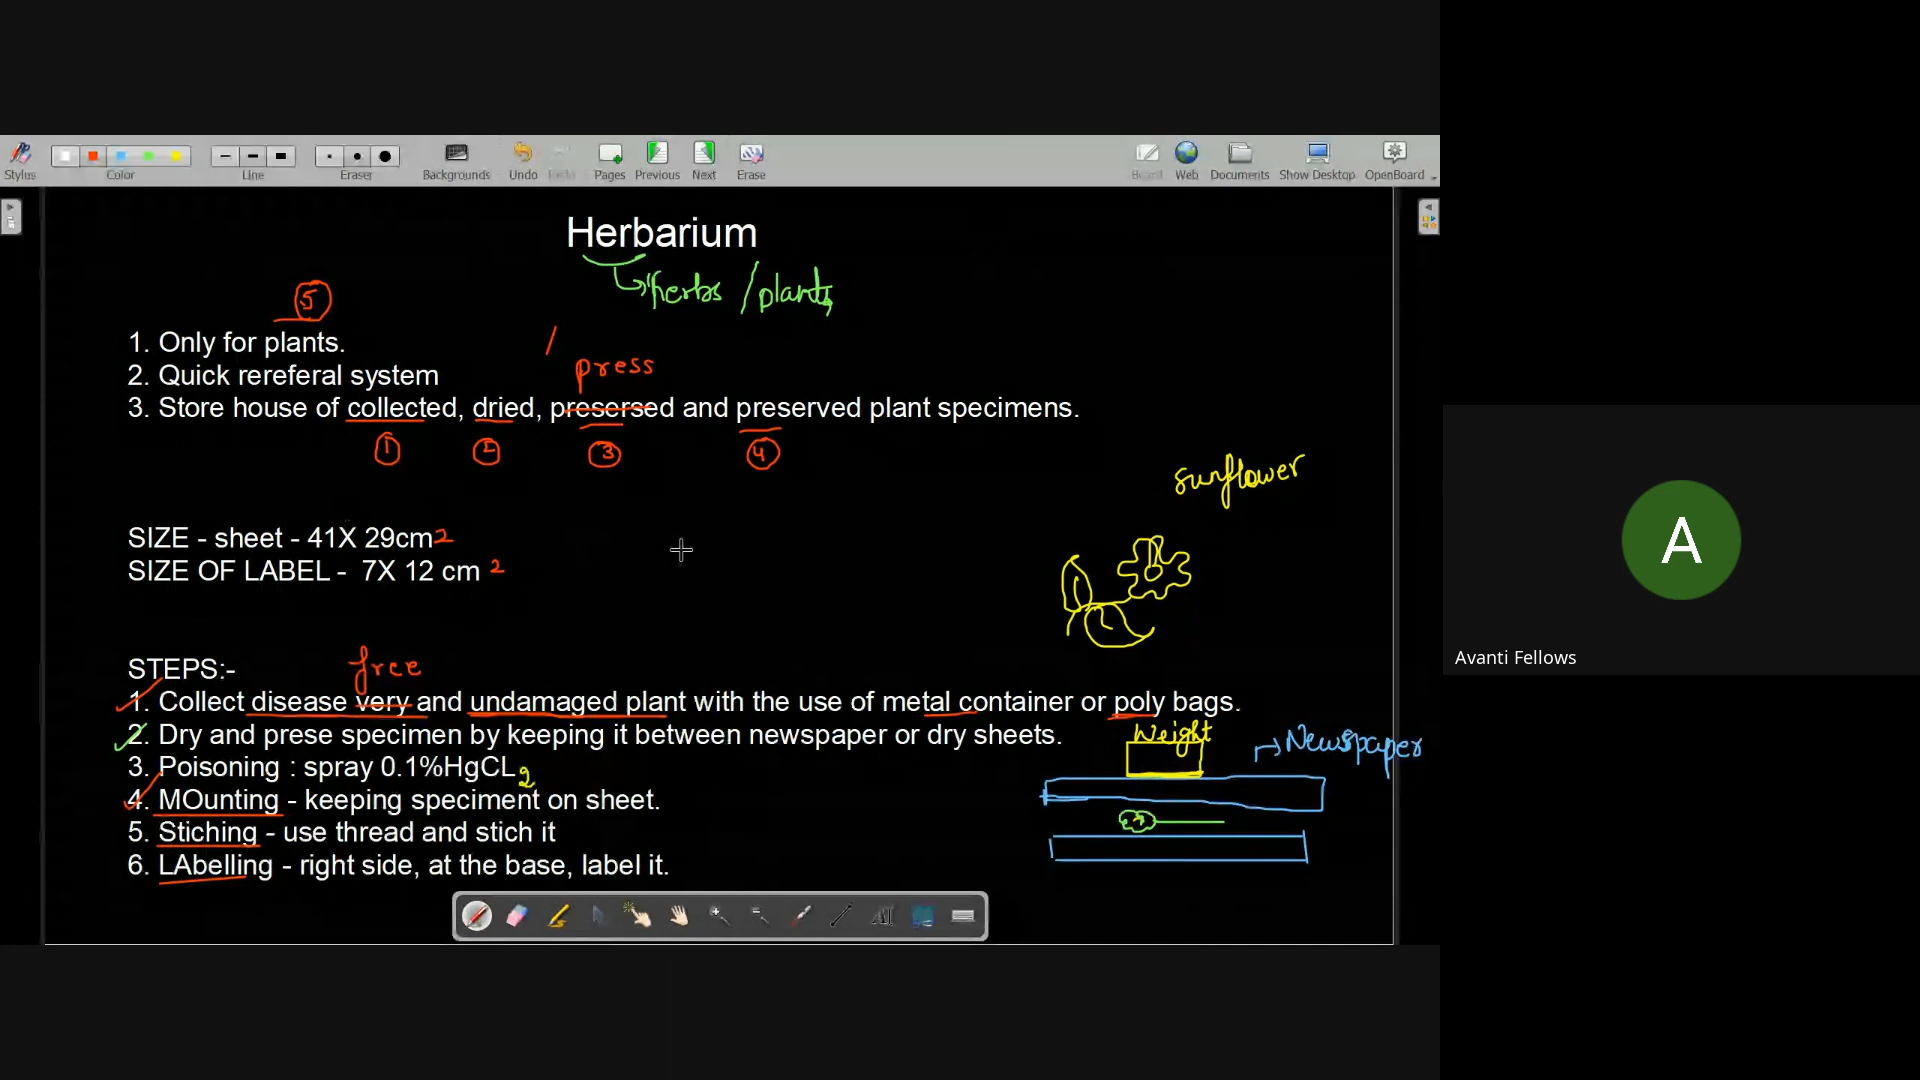 Stylus Color Line Eraser Backgrounds Undo Redo Pages Previous Next Erase Board Web Documents Show Desktop OpenBoard
Herbarium
herbs / plants
5
1. Only for plants.
press
2. Quick rereferal system
3. Store house of collected, dried, presersed and preserved plant specimens.
1 2 3 4
sunflower
SIZE - sheet - 41X 29cm2
SIZE OF LABEL - 7X 12 cm 2
STEPS:-
free
1. Collect disease very and undamaged plant with the use of metal container or poly bags.
2. Dry and prese specimen by keeping it between newspaper or dry sheets.
Weight
Newspaper
3. Poisoning : spray 0.1%HgCL2
4. MOunting - keeping speciment on sheet.
5. Stiching - use thread and stich it
6. LAbelling - right side, at the base, label it.
A
Avanti Fellows